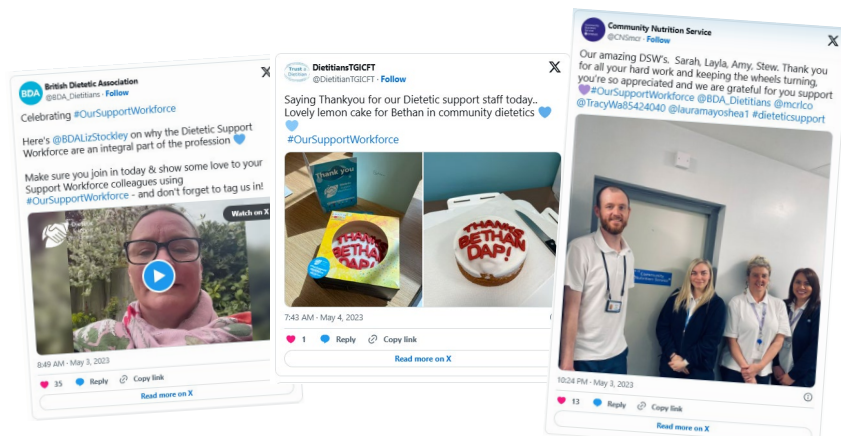 British Dietetic Association
@BDA_Dietitians · Follow
BDA
Celebrating #OurSupportWorkforce
Here's @BDALizStockley on why the Dietetic Support
Workforce are an integral part of the profession 💙
Make sure you join in today & show some love to your
Support Workforce colleagues using
#OurSupportWorkforce - and don't forget to tag us in!
Watch on X
8:49 AM · May 3, 2023
35 Reply Copy link
Read more on X
DietitiansTGICFT
@DietitianTGICFT · Follow
Saying Thankyou for our Dietetic support staff today..
Lovely lemon cake for Bethan in community dietetics 💙
💙
#OurSupportWorkforce
Thank you
THANKS
BETHAN
DAP!
THANKS
BETHAN
DAP!
7:43 AM · May 4, 2023
1 Reply Copy link
Read more on X
Community Nutrition Service
@CNSmcr · Follow
Our amazing DSW's, Sarah, Layla, Amy, Stew. Thank you
for all your hard work and keeping the wheels turning,
you're so appreciated and we are grateful for you support
💜#OurSupportWorkforce @BDA_Dietitians @mcrlco
@TracyWa85424040 @lauramayoshea1 #dieteticsupport
Community
Nutrition Service
10:24 PM · May 3, 2023
13 Reply Copy link
Read more on X